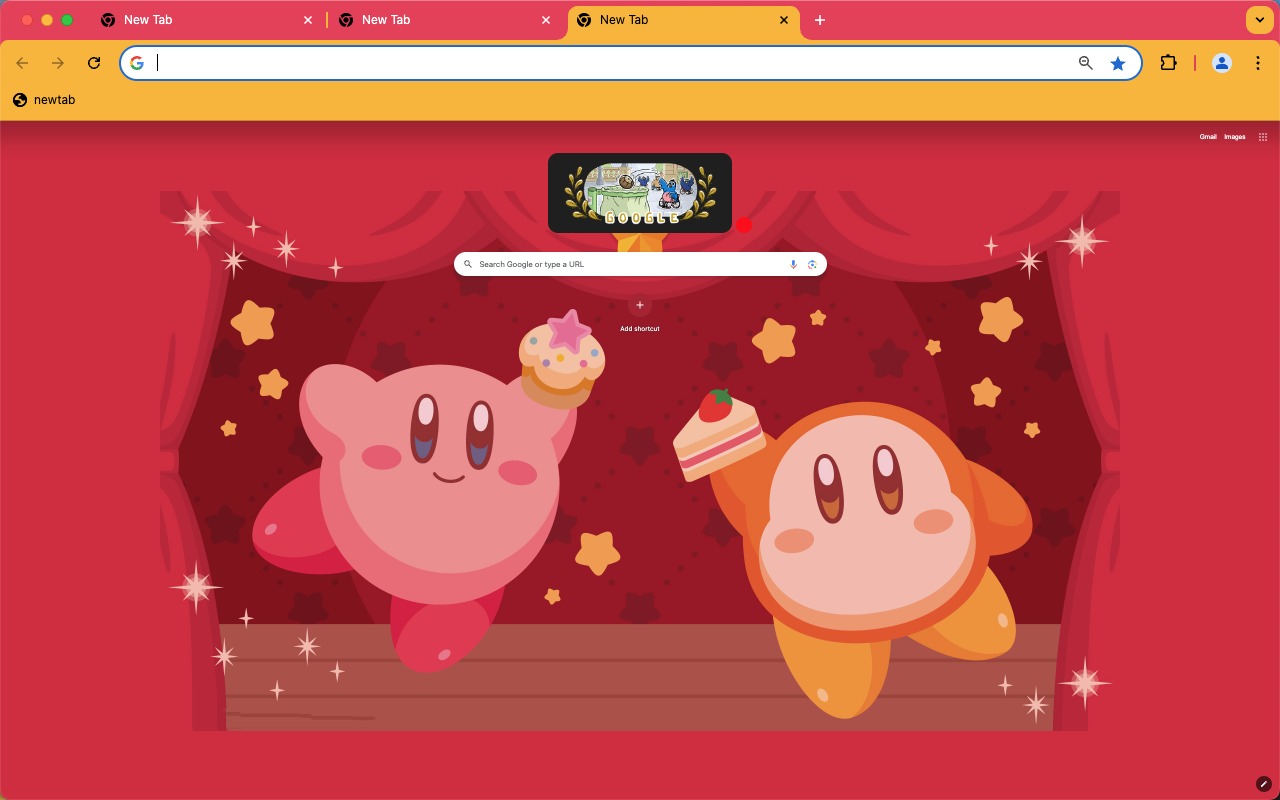 New Tab
New Tab
New Tab
newtab
Gmail Images
GOOGLE
Search Google or type a URL
Add shortcut